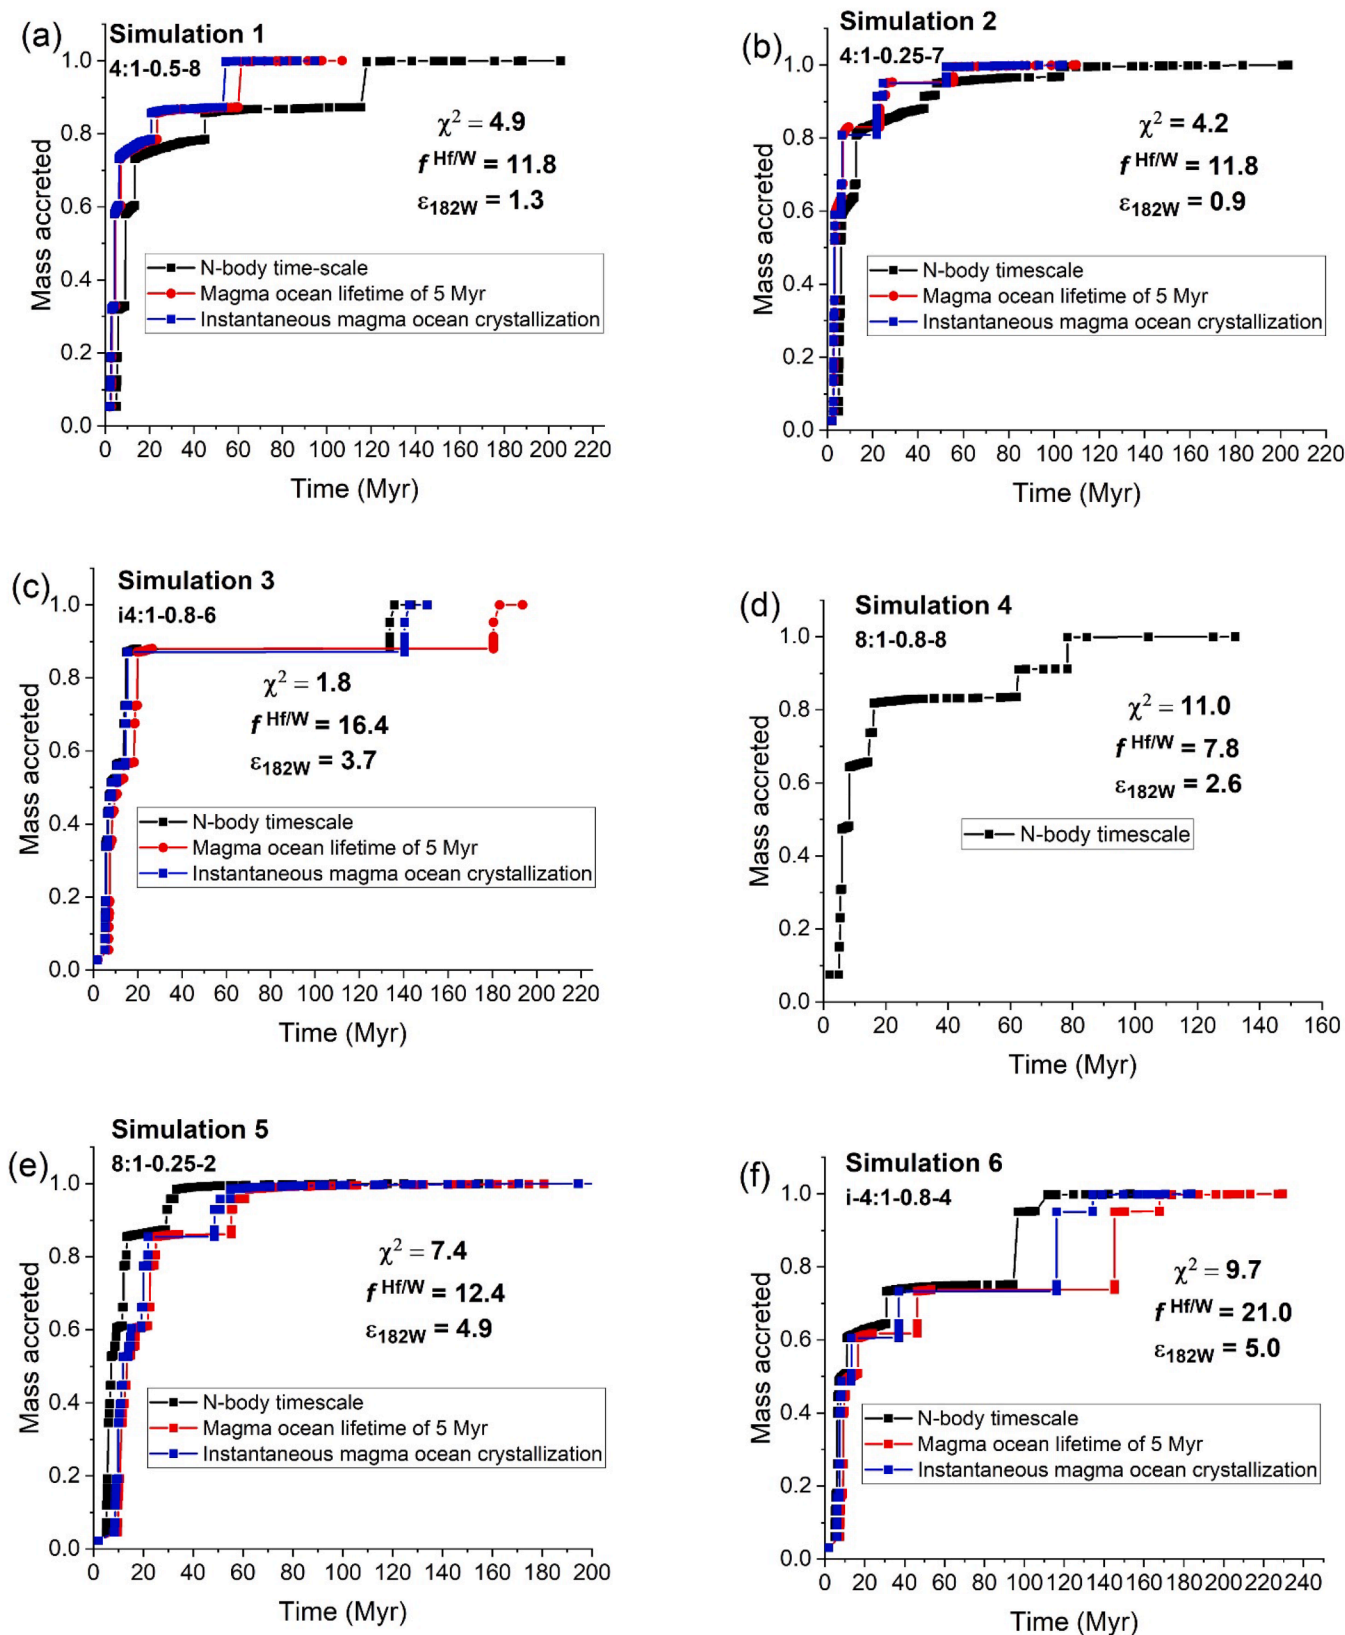 (a)
Simulation 1
4:1-0.5-8
Mass accreted
1.0
0.8
0.6
0.4
0.2
0.0
χ² = 4.9
f Hf/W = 11.8
ε182W = 1.3
N-body time-scale
Magma ocean lifetime of 5 Myr
Instantaneous magma ocean crystallization
0 20 40 60 80 100 120 140 160 180 200 220
Time (Myr)
(b)
Simulation 2
4:1-0.25-7
Mass accreted
1.0
0.8
0.6
0.4
0.2
0.0
χ² = 4.2
f Hf/W = 11.8
ε182W = 0.9
N-body timescale
Magma ocean lifetime of 5 Myr
Instantaneous magma ocean crystallization
0 20 40 60 80 100 120 140 160 180 200 220
Time (Myr)
(c)
Simulation 3
i4:1-0.8-6
Mass accreted
1.0
0.8
0.6
0.4
0.2
0.0
χ² = 1.8
f Hf/W = 16.4
ε182W = 3.7
N-body timescale
Magma ocean lifetime of 5 Myr
Instantaneous magma ocean crystallization
0 20 40 60 80 100 120 140 160 180 200 220
Time (Myr)
(d)
Simulation 4
8:1-0.8-8
Mass accreted
1.0
0.8
0.6
0.4
0.2
0.0
χ² = 11.0
f Hf/W = 7.8
ε182W = 2.6
N-body timescale
0 20 40 60 80 100 120 140 160
Time (Myr)
(e)
Simulation 5
8:1-0.25-2
Mass accreted
1.0
0.8
0.6
0.4
0.2
0.0
χ² = 7.4
f Hf/W = 12.4
ε182W = 4.9
N-body timescale
Magma ocean lifetime of 5 Myr
Instantaneous magma ocean crystallization
0 20 40 60 80 100 120 140 160 180 200
Time (Myr)
(f)
Simulation 6
i-4:1-0.8-4
Mass accreted
1.0
0.8
0.6
0.4
0.2
0.0
χ² = 9.7
f Hf/W = 21.0
ε182W = 5.0
N-body timescale
Magma ocean lifetime of 5 Myr
Instantaneous magma ocean crystallization
0 20 40 60 80 100 120 140 160 180 200 220 240
Time (Myr)